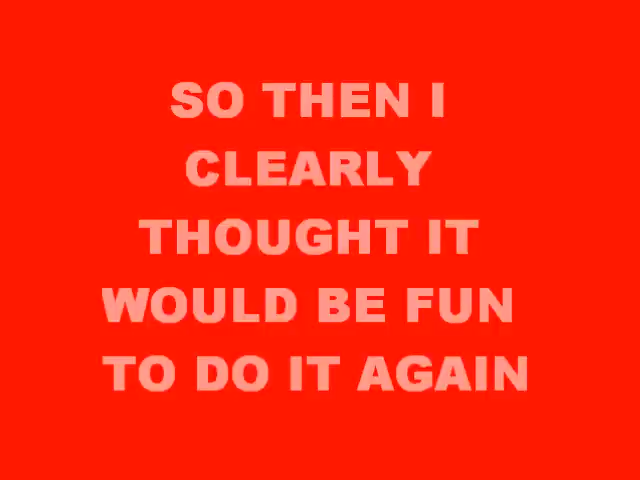 SO THEN I
CLEARLY
THOUGHT IT
WOULD BE FUN
TO DO IT AGAIN